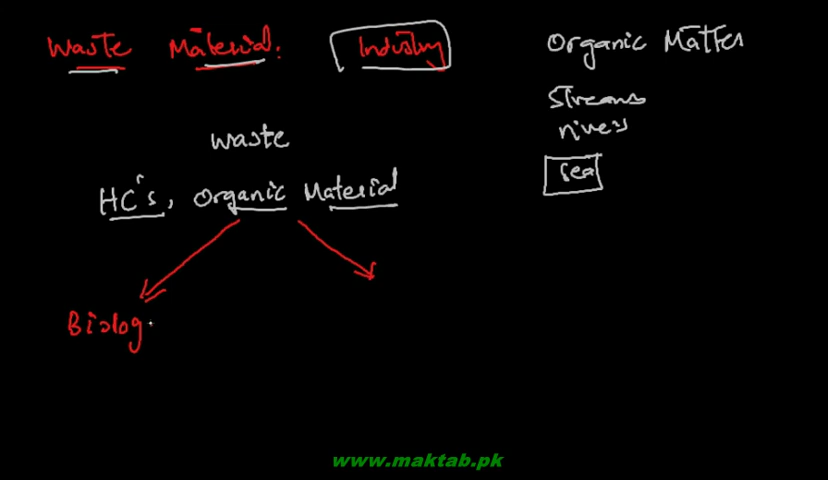 Waste Material: Industry
Organic Matter
Streams
rivers
Sea
waste
HC's, Organic Material
Biolog
www.maktab.pk